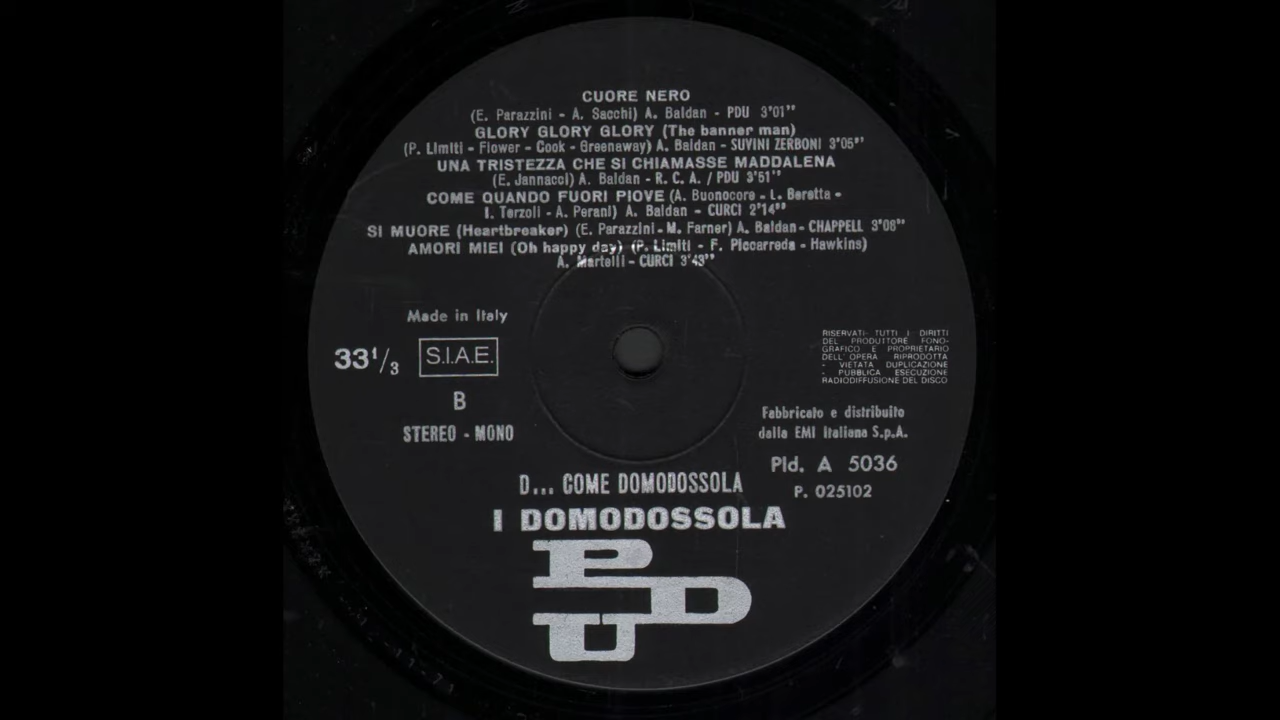 CUORE NERO
(E. Parazzini - A. Sacchi) A. Baldan - PDU 3'01"
GLORY GLORY GLORY (The banner man)
(P. Limiti - Flower - Cook - Greenaway) A. Baldan - SUVINI ZERBONI 3'05"
UNA TRISTEZZA CHE SI CHIAMASSE MADDALENA
(E. Jannacci) A. Baldan - R.C.A. / PDU 3'51"
COME QUANDO FUORI PIOVE (A. Buonocore - L. Beretta -
I. Terzoli - A. Perani) A. Baldan - CURCI 2'14"
SI MUORE (Heartbreaker) (E. Parazzini - M. Farner) A. Baldan - CHAPPELL 3'06"
AMORI MIEI (Oh happy day) (P. Limiti - F. Piccarreda - Hawkins)
A. Martelli - CURCI 3'43"
Made in Italy
33 1/3
S.I.A.E.
B
STEREO - MONO
RISERVATI TUTTI I DIRITTI
DEL PRODUTTORE FONO-
GRAFICO E PROPRIETARIO
DELL'OPERA RIPRODOTTA
- VIETATA DUPLICAZIONE
- PUBBLICA ESECUZIONE
RADIODIFFUSIONE DEL DISCO
Fabbricato e distribuito
dalla EMI Italiana S.p.A.
Pld. A 5036
P. 025102
D... COME DOMODOSSOLA
I DOMODOSSOLA
PDU